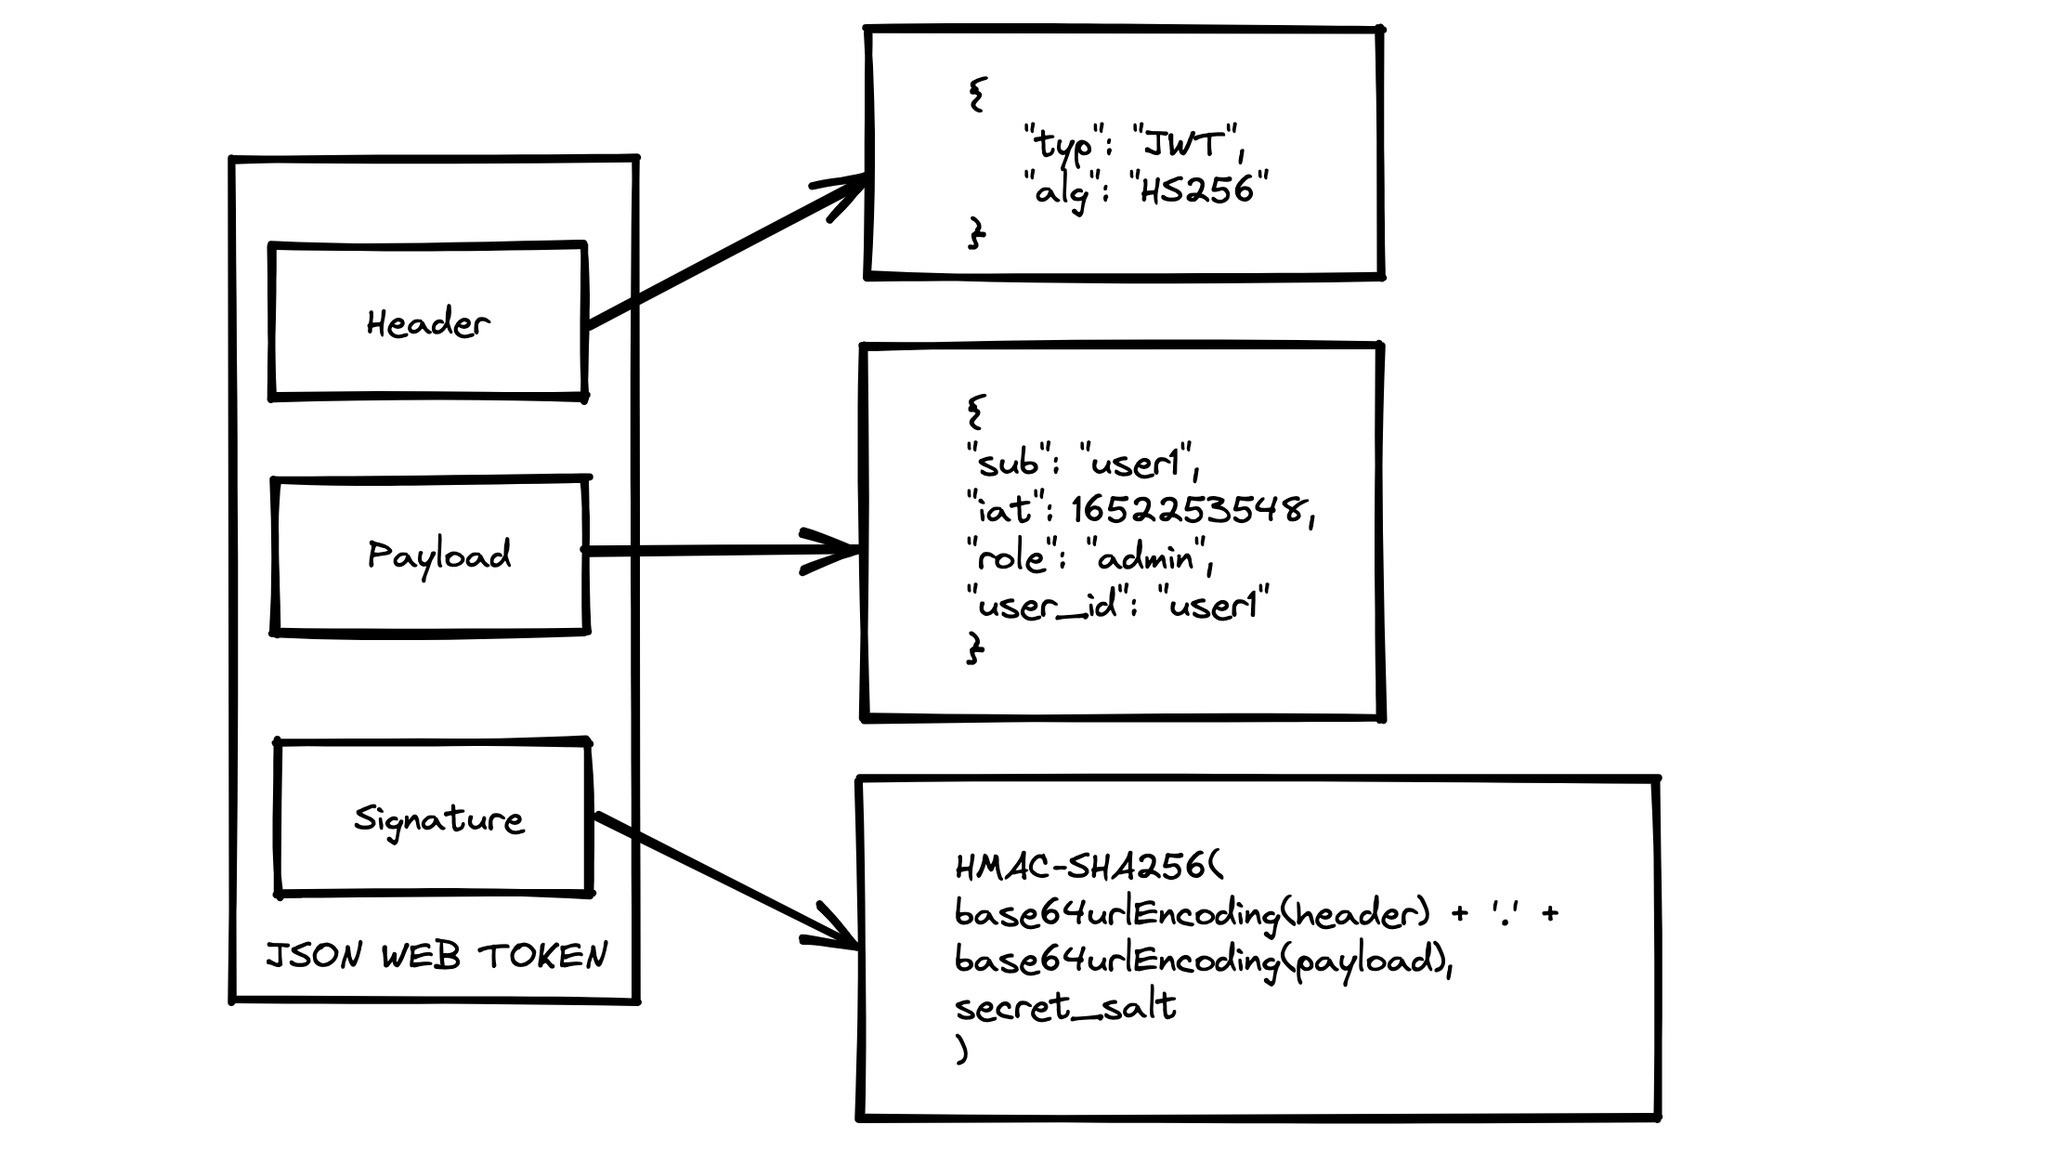 Header
Payload
Signature
JSON WEB TOKEN
{
"typ": "JWT",
"alg": "HS256"
}
{
"sub": "user1",
"iat": 1652253548,
"role": "admin",
"user_id": "user1"
}
HMAC-SHA256(
base64urlEncoding(header) + '.' +
base64urlEncoding(payload),
secret_salt
)